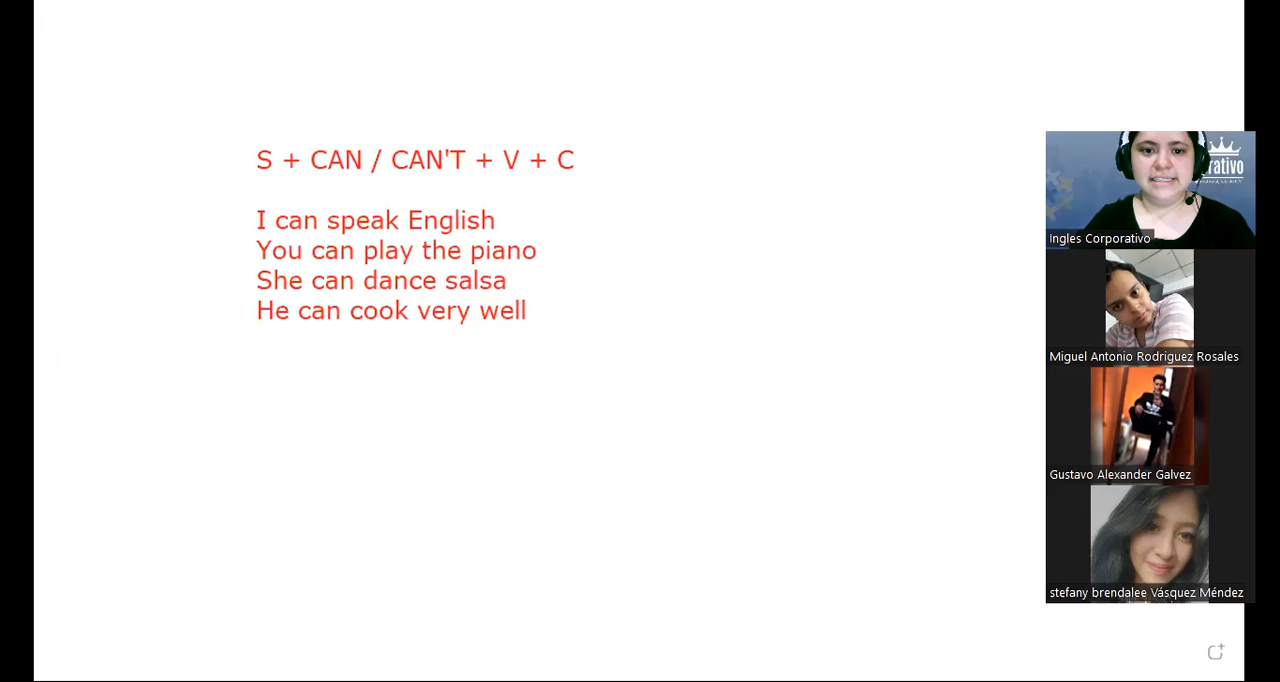 S + CAN / CAN'T + V + C
I can speak English
You can play the piano
She can dance salsa
He can cook very well
Ingles Corporativo
Miguel Antonio Rodriguez Rosales
Gustavo Alexander Galvez
stefany brendalee Vásquez Méndez